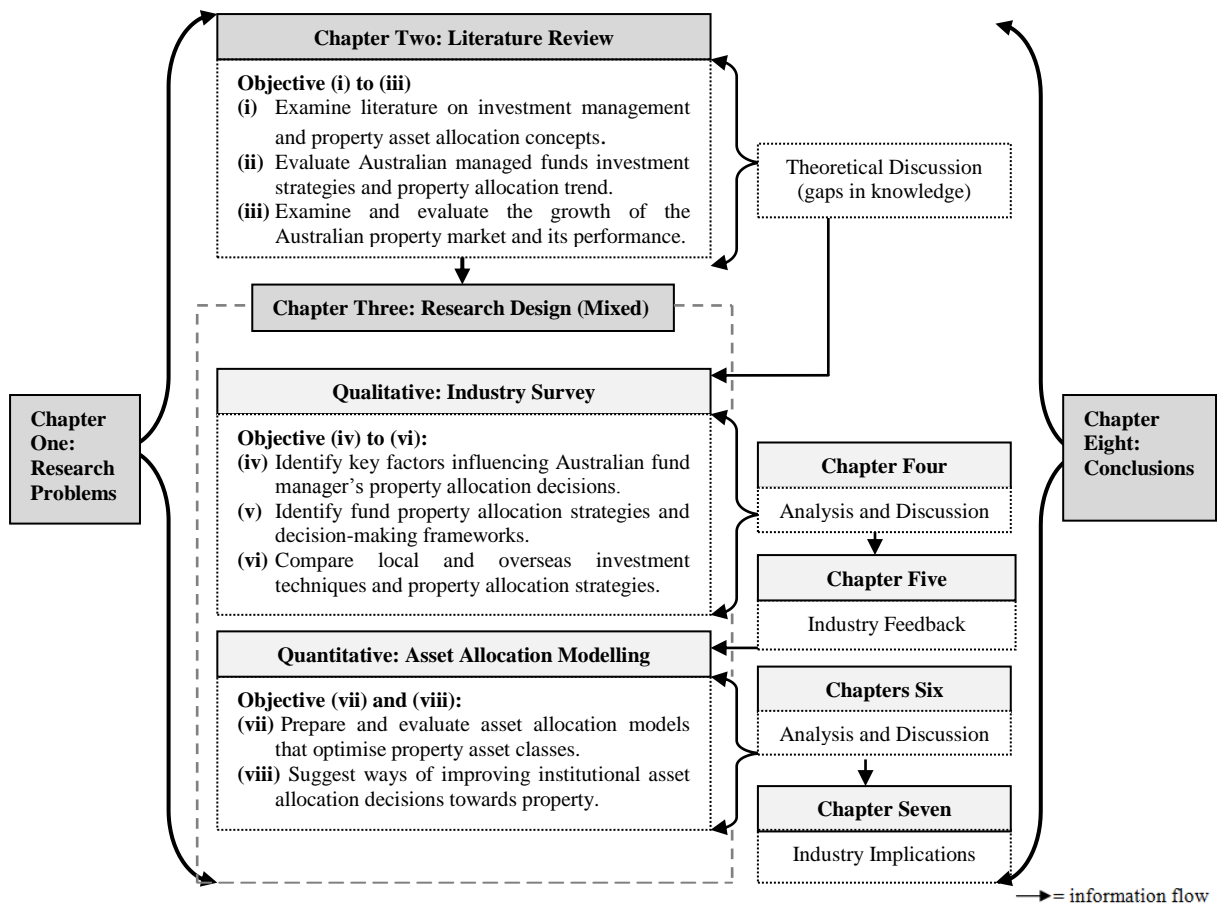 Chapter Two: Literature Review
Objective (i) to (iii)
(i) Examine literature on investment management
and property asset allocation concepts.
(ii) Evaluate Australian managed funds investment
strategies and property allocation trend.
(iii) Examine and evaluate the growth of the
Australian property market and its performance.
Theoretical Discussion
(gaps in knowledge)
Chapter Three: Research Design (Mixed)
Chapter
One:
Research
Problems
Qualitative: Industry Survey
Objective (iv) to (vi):
(iv) Identify key factors influencing Australian fund
manager's property allocation decisions.
(v) Identify fund property allocation strategies and
decision-making frameworks.
(vi) Compare local and overseas investment
techniques and property allocation strategies.
Chapter Four
Analysis and Discussion
Chapter Five
Industry Feedback
Chapter
Eight:
Conclusions
Quantitative: Asset Allocation Modelling
Objective (vii) and (viii):
(vii) Prepare and evaluate asset allocation models
that optimise property asset classes.
(viii) Suggest ways of improving institutional asset
allocation decisions towards property.
Chapters Six
Analysis and Discussion
Chapter Seven
Industry Implications
= information flow